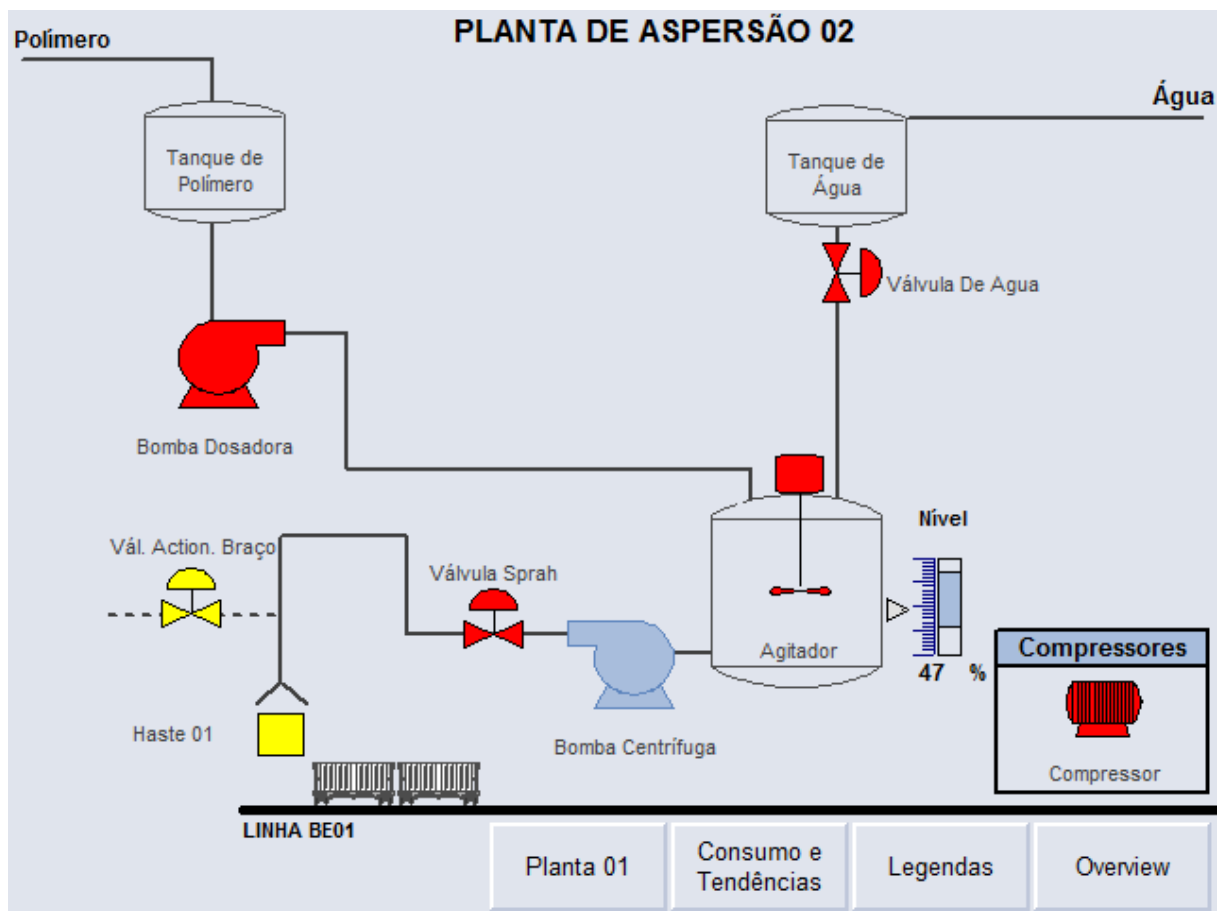 PLANTA DE ASPERSÃO 02
Polímero
Água
Tanque de
Polímero
Tanque de
Água
Válvula De Agua
Bomba Dosadora
Nível
Vál. Action. Braço
Válvula Sprah
Agitador
47 %
Compressores
Haste 01
Bomba Centrífuga
Compressor
LINHA BE01
Planta 01
Consumo e
Tendências
Legendas
Overview